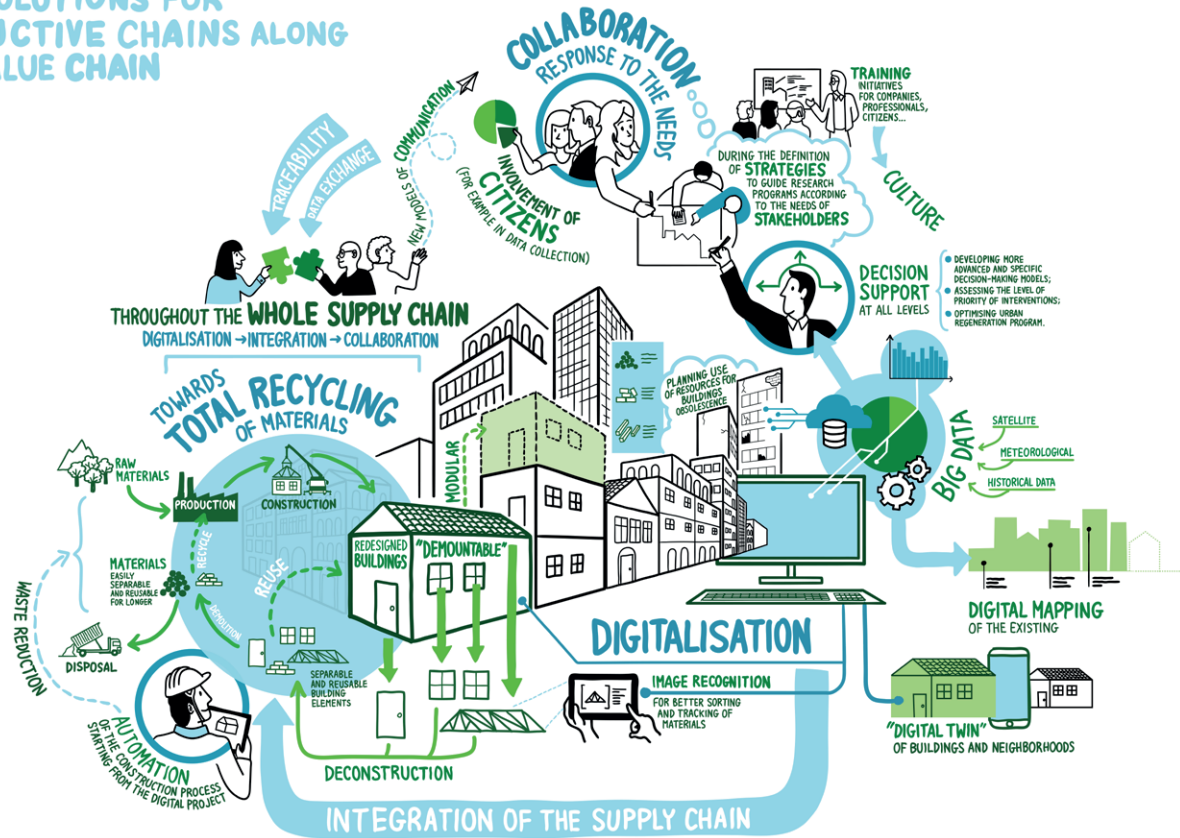 SOLUTIONS FOR
CHAINS ALONG
CHAIN
COLLABORATION
RESPONSE TO THE NEEDS
TRAINING
INITIATIVES
FOR COMPANIES,
PROFESSIONALS,
CITIZENS...
CULTURE
DURING THE DEFINITION
OF STRATEGIES
TO GUIDE RESEARCH
PROGRAMS ACCORDING
TO THE NEEDS OF
STAKEHOLDERS
INVOLVEMENT OF
CITIZENS
(FOR EXAMPLE IN DATA COLLECTION)
NEW MODELS OF COMMUNICATION
TRACEABILITY
DATA EXCHANGE
THROUGHOUT THE WHOLE SUPPLY CHAIN
DIGITALISATION → INTEGRATION → COLLABORATION
DECISION
SUPPORT
AT ALL LEVELS
• DEVELOPING MORE
ADVANCED AND SPECIFIC
DECISION-MAKING MODELS;
• ASSESSING THE LEVEL OF
PRIORITY OF INTERVENTIONS;
• OPTIMISING URBAN
REGENERATION PROGRAM.
PLANNING USE
OF RESOURCES FOR
BUILDINGS
OBSOLESCENCE
BIG DATA
SATELLITE
METEOROLOGICAL
HISTORICAL DATA
TOWARDS
TOTAL RECYCLING
OF MATERIALS
RAW
MATERIALS
PRODUCTION
CONSTRUCTION
MODULAR
REDESIGNED
BUILDINGS
"DEMOUNTABLE"
RECYCLE
REUSE
MATERIALS
EASILY
SEPARABLE
AND REUSABLE
FOR LONGER
DEMOLITION
DISPOSAL
WASTE REDUCTION
SEPARABLE
AND REUSABLE
BUILDING
ELEMENTS
AUTOMATION
OF THE CONSTRUCTION PROCESS
STARTING FROM THE DIGITAL PROJECT
DECONSTRUCTION
DIGITALISATION
IMAGE RECOGNITION
FOR BETTER SORTING
AND TRACKING OF
MATERIALS
DIGITAL MAPPING
OF THE EXISTING
"DIGITAL TWIN"
OF BUILDINGS AND NEIGHBORHOODS
INTEGRATION OF THE SUPPLY CHAIN